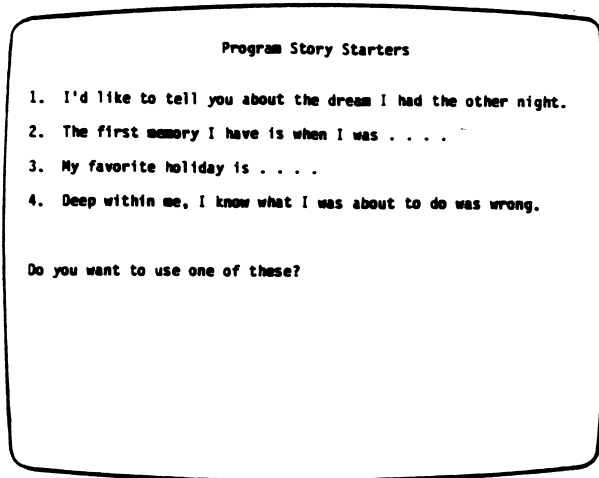 Program Story Starters
1. I'd like to tell you about the dream I had the other night.
2. The first memory I have is when I was . . . .
3. My favorite holiday is . . . .
4. Deep within me, I know what I was about to do was wrong.
Do you want to use one of these?